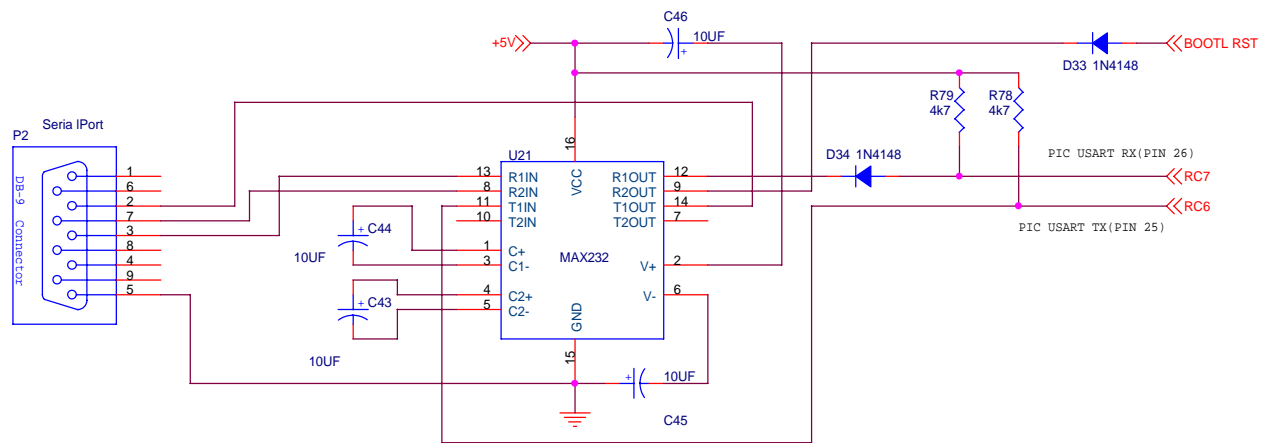 C46
10UF
+
+5V
BOOTL RST
D33 1N4148
R79
4k7
R78
4k7
Seria lPort
P2
DB-9 Connector
1
6
2
7
3
8
4
9
5
U21
16
VCC
13 R1IN
8 R2IN
11 T1IN
10 T2IN
1 C+
3 C1-
4 C2+
5 C2-
MAX232
R1OUT 12
R2OUT 9
T1OUT 14
T2OUT 7
V+ 2
V- 6
GND
15
D34 1N4148
PIC USART RX(PIN 26)
RC7
RC6
PIC USART TX(PIN 25)
+ C44
10UF
+ C43
10UF
+
10UF
C45